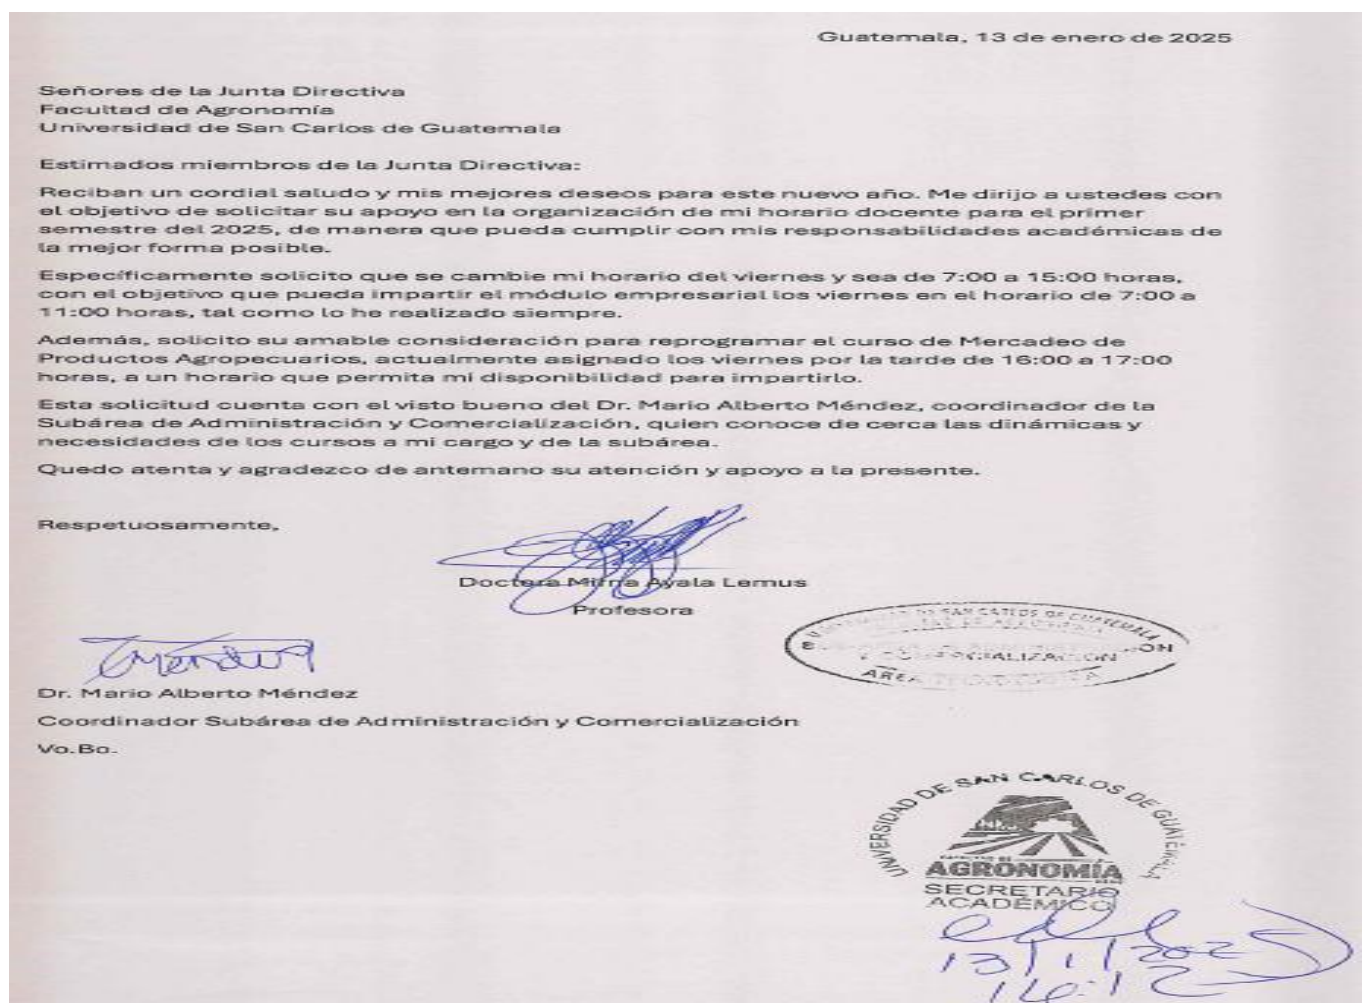 Guatemala, 13 de enero de 2025
Señores de la Junta Directiva
Facultad de Agronomía
Universidad de San Carlos de Guatemala
Estimados miembros de la Junta Directiva:
Reciban un cordial saludo y mis mejores deseos para este nuevo año. Me dirijo a ustedes con
el objetivo de solicitar su apoyo en la organización de mi horario docente para el primer
semestre del 2025, de manera que pueda cumplir con mis responsabilidades académicas de
la mejor forma posible.
Específicamente solicito que se cambie mi horario del viernes y sea de 7:00 a 15:00 horas,
con el objetivo que pueda impartir el módulo empresarial los viernes en el horario de 7:00 a
11:00 horas, tal como lo he realizado siempre.
Además, solicito su amable consideración para reprogramar el curso de Mercadeo de
Productos Agropecuarios, actualmente asignado los viernes por la tarde de 16:00 a 17:00
horas, a un horario que permita mi disponibilidad para impartirlo.
Esta solicitud cuenta con el visto bueno del Dr. Mario Alberto Méndez, coordinador de la
Subárea de Administración y Comercialización, quien conoce de cerca las dinámicas y
necesidades de los cursos a mi cargo y de la subárea.
Quedo atenta y agradezco de antemano su atención y apoyo a la presente.
Respetuosamente,
Doctora Mirna Ayala Lemus
Profesora
DE SAN CARLOS DE GUATEMALA
AREA
Dr. Mario Alberto Méndez
Coordinador Subárea de Administración y Comercialización
Vo.Bo.
UNIVERSIDAD DE SAN CARLOS DE GUATEMALA
AGRONOMÍA
SECRETARIO
ACADÉMICO
13/1/2025